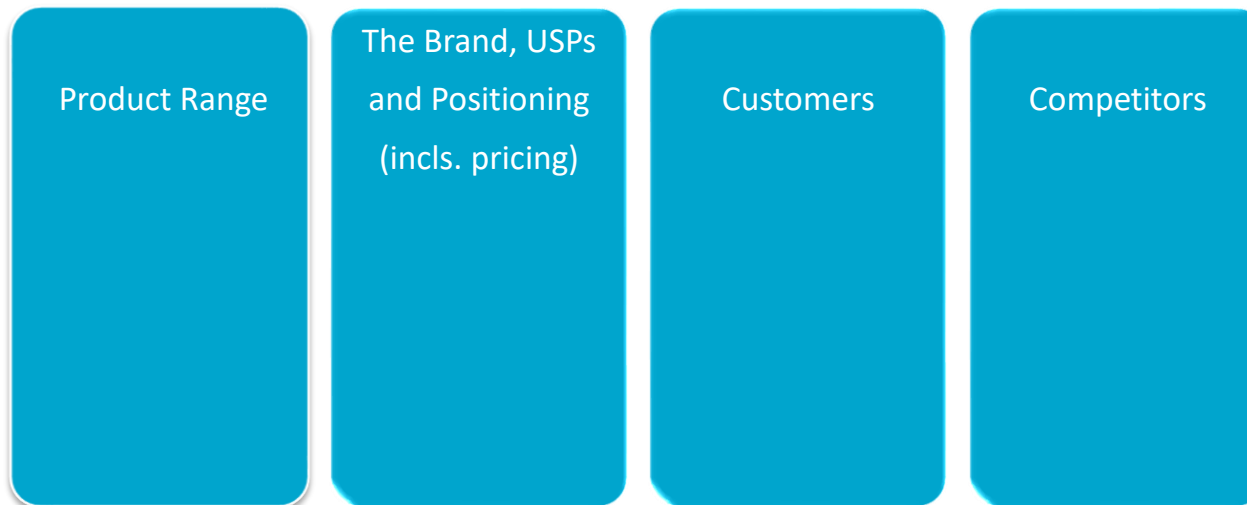 Product Range
The Brand, USPs
and Positioning
(incls. pricing)
Customers
Competitors